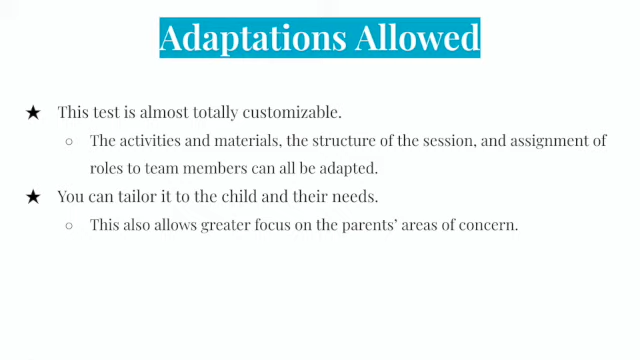 Adaptations Allowed
★ This test is almost totally customizable.
○ The activities and materials, the structure of the session, and assignment of
roles to team members can all be adapted.
★ You can tailor it to the child and their needs.
○ This also allows greater focus on the parents’ areas of concern.